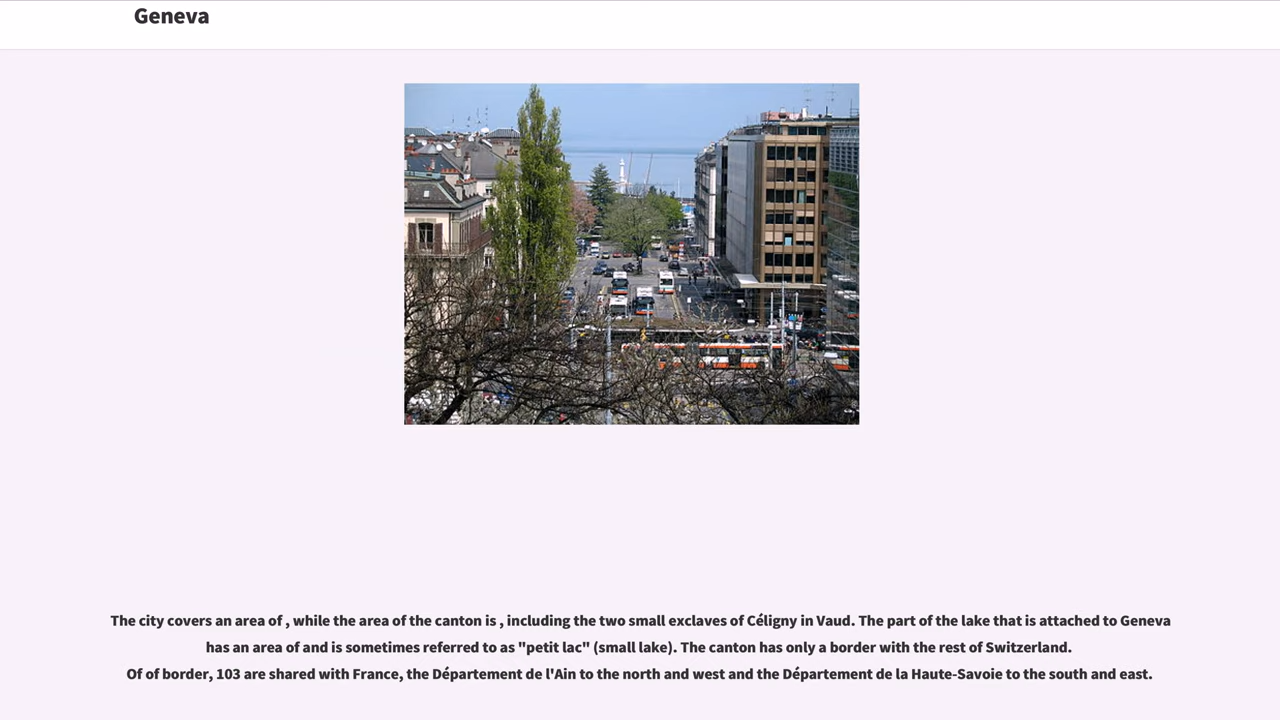 Geneva
The city covers an area of , while the area of the canton is , including the two small exclaves of Céligny in Vaud. The part of the lake that is attached to Geneva
has an area of and is sometimes referred to as "petit lac" (small lake). The canton has only a border with the rest of Switzerland.
Of of border, 103 are shared with France, the Département de l'Ain to the north and west and the Département de la Haute-Savoie to the south and east.